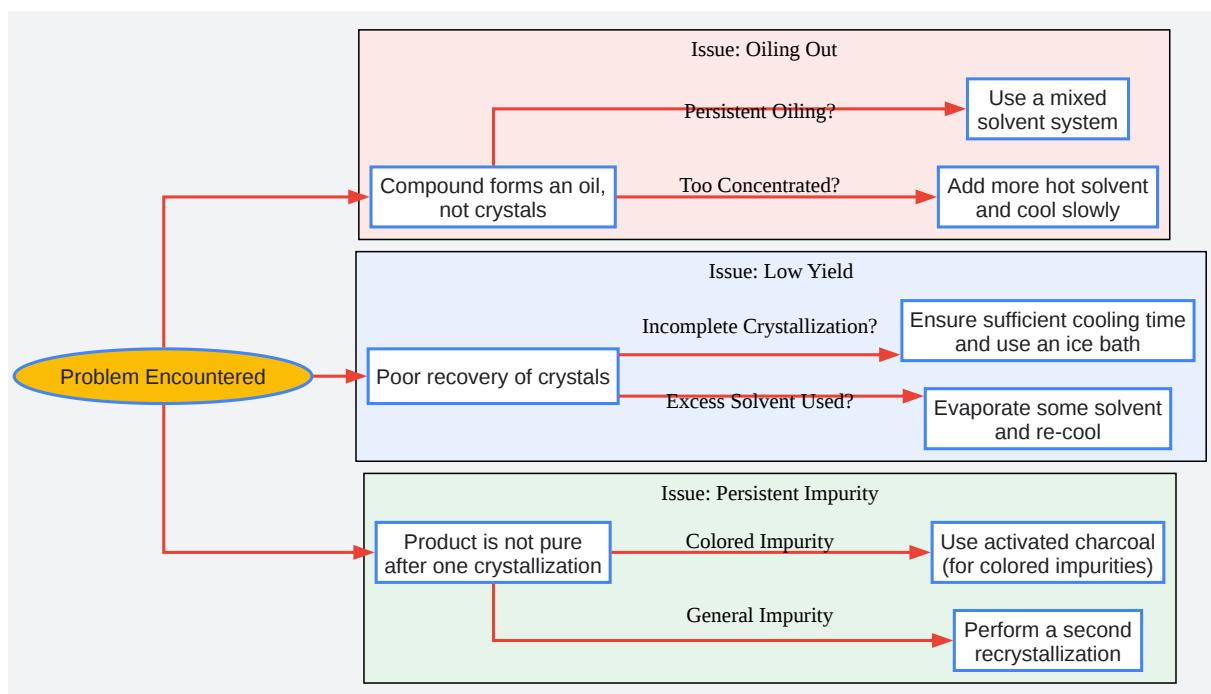 Issue: Oiling Out
Persistent Oiling?
Use a mixed
solvent system
Compound forms an oil,
not crystals
Too Concentrated?
Add more hot solvent
and cool slowly
Issue: Low Yield
Incomplete Crystallization?
Ensure sufficient cooling time
and use an ice bath
Problem Encountered
Poor recovery of crystals
Excess Solvent Used?
Evaporate some solvent
and re-cool
Issue: Persistent Impurity
Product is not pure
after one crystallization
Colored Impurity
Use activated charcoal
(for colored impurities)
General Impurity
Perform a second
recrystallization